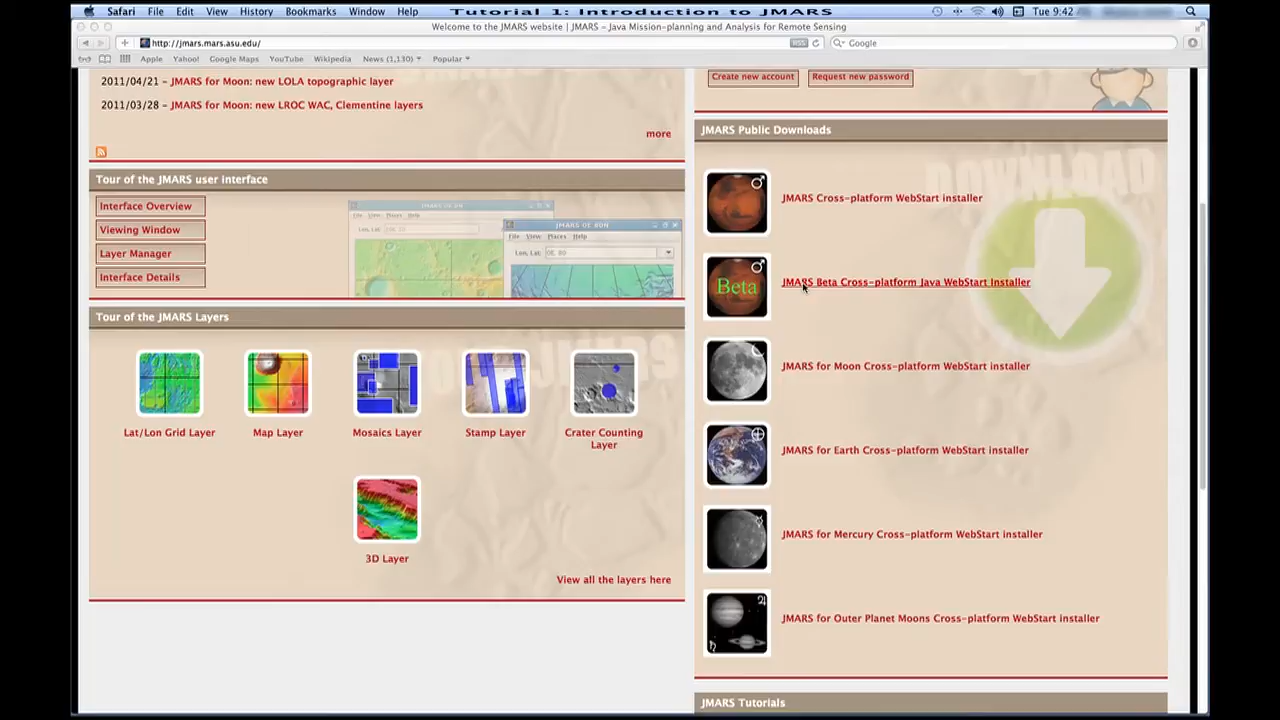 Safari File Edit View History Bookmarks Window Help Tutorial 1: Introduction to JMARS Tue 9:42
Welcome to the JMARS website | JMARS – Java Mission-planning and Analysis for Remote Sensing
http://jmars.mars.asu.edu/ RSS Google
Apple Yahoo! Google Maps YouTube Wikipedia News (1,130) Popular
2011/04/21 – JMARS for Moon: new LOLA topographic layer
2011/03/28 – JMARS for Moon: new LROC WAC, Clementine layers
more
Tour of the JMARS user interface
Interface Overview
Viewing Window
Layer Manager
Interface Details
File View Places Help
Lon, Lat:
Tour of the JMARS Layers
Lat/Lon Grid Layer
Map Layer
Mosaics Layer
Stamp Layer
Crater Counting
Layer
3D Layer
View all the layers here
Create new account Request new password
JMARS Public Downloads
DOWNLOAD
JMARS Cross-platform WebStart installer
Beta
JMARS Beta Cross-platform Java WebStart Installer
JMARS for Moon Cross-platform WebStart installer
JMARS for Earth Cross-platform WebStart installer
JMARS for Mercury Cross-platform WebStart installer
JMARS for Outer Planet Moons Cross-platform WebStart installer
JMARS Tutorials